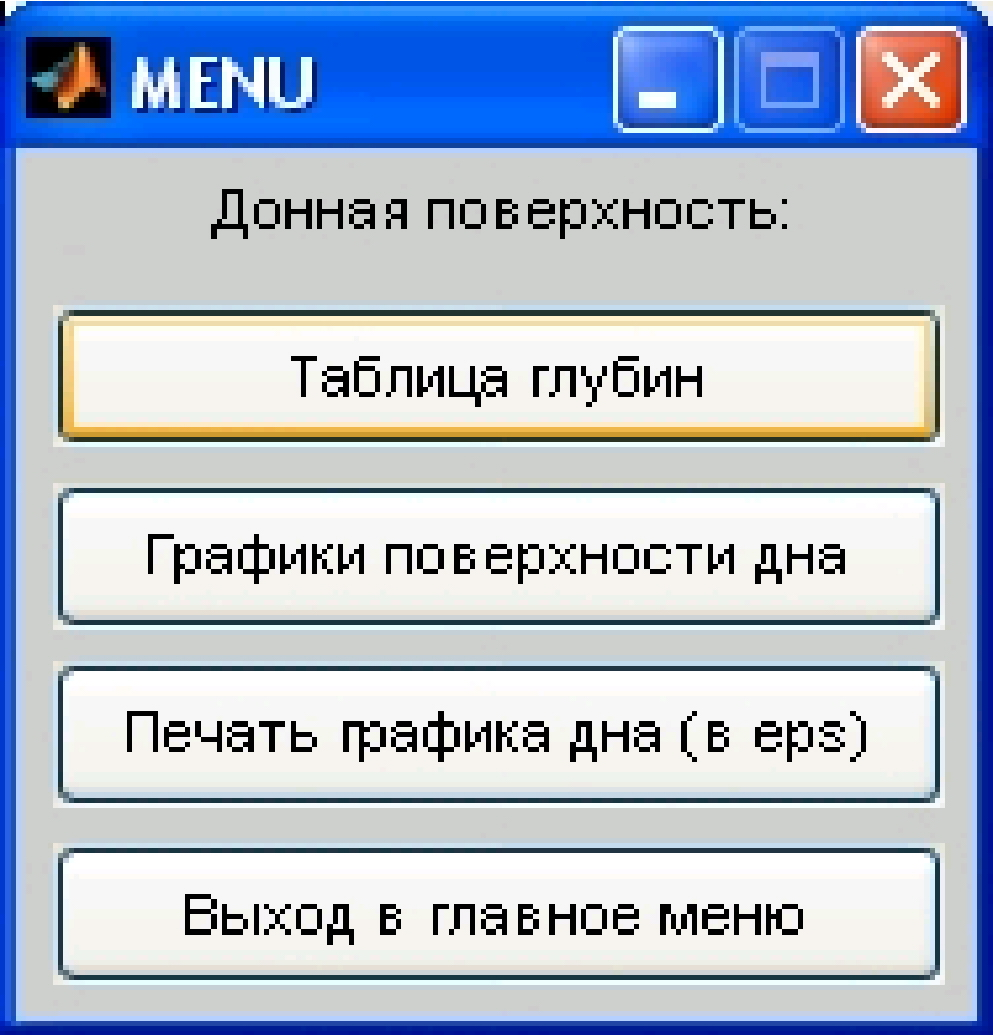 MENU
Донная поверхность:
Таблица глубин
Графики поверхности дна
Печать графика дна (в eps)
Выход в главное меню